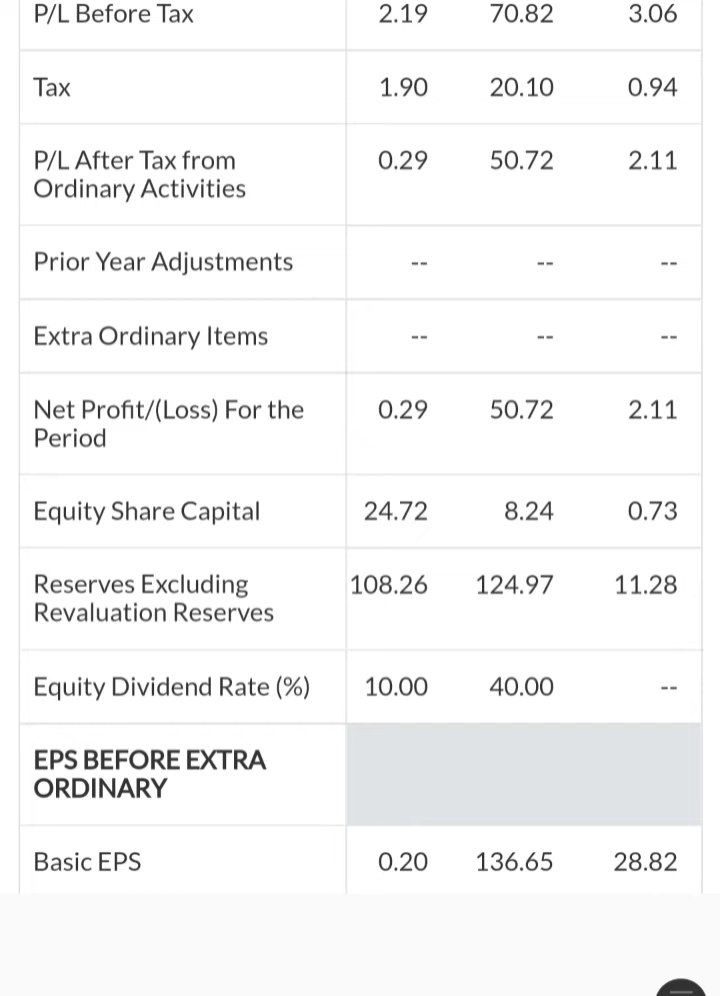 P/L Before Tax 2.19 70.82 3.06
Tax 1.90 20.10 0.94
P/L After Tax from 0.29 50.72 2.11
Ordinary Activities
Prior Year Adjustments -- -- --
Extra Ordinary Items -- -- --
Net Profit/(Loss) For the 0.29 50.72 2.11
Period
Equity Share Capital 24.72 8.24 0.73
Reserves Excluding 108.26 124.97 11.28
Revaluation Reserves
Equity Dividend Rate (%) 10.00 40.00 --
EPS BEFORE EXTRA
ORDINARY
Basic EPS 0.20 136.65 28.82